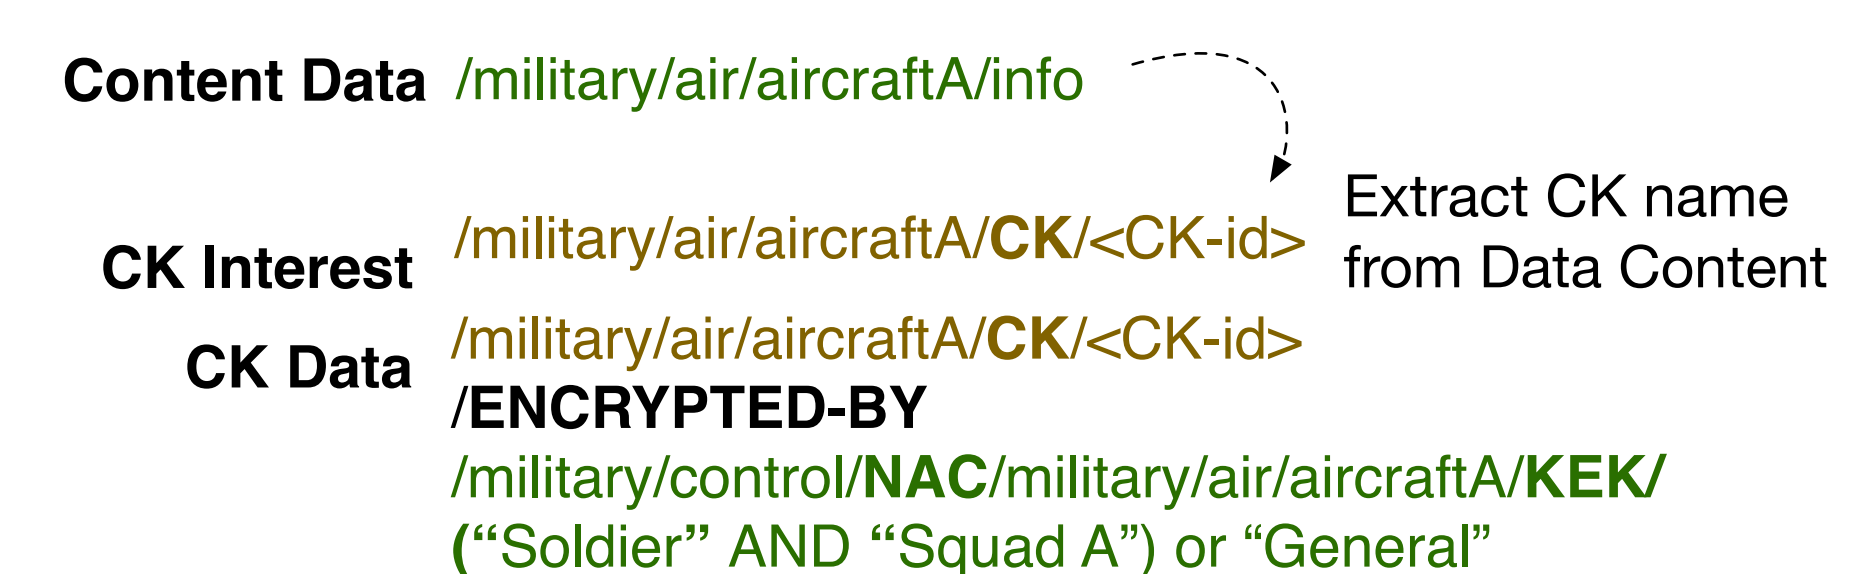 Content Data /military/air/aircraftA/info
Extract CK name
from Data Content
CK Interest /military/air/aircraftA/CK/<CK-id>
CK Data /military/air/aircraftA/CK/<CK-id>
/ENCRYPTED-BY
/military/control/NAC/military/air/aircraftA/KEK/
(“Soldier” AND “Squad A”) or “General”